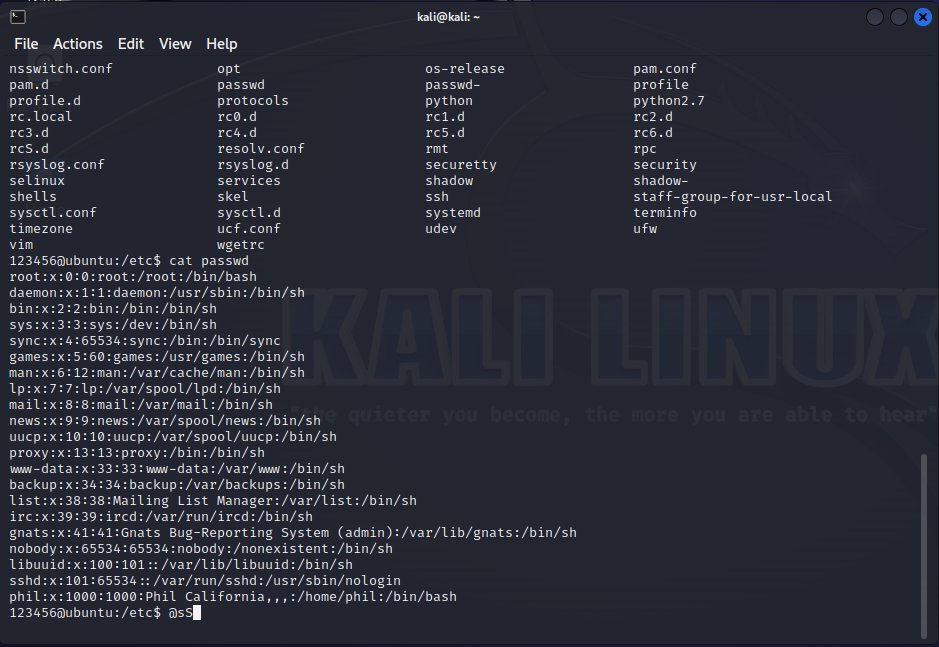 kali@kali: ~
File Actions Edit View Help
nsswitch.conf opt os-release pam.conf
pam.d passwd passwd- profile
profile.d protocols python python2.7
rc.local rc0.d rc1.d rc2.d
rc3.d rc4.d rc5.d rc6.d
rcS.d resolv.conf rmt rpc
rsyslog.conf rsyslog.d securetty security
selinux services shadow shadow-
shells skel ssh staff-group-for-usr-local
sysctl.conf sysctl.d systemd terminfo
timezone ucf.conf udev ufw
vim wgetrc
123456@ubuntu:/etc$ cat passwd
root:x:0:0:root:/root:/bin/bash
daemon:x:1:1:daemon:/usr/sbin:/bin/sh
bin:x:2:2:bin:/bin:/bin/sh
sys:x:3:3:sys:/dev:/bin/sh
sync:x:4:65534:sync:/bin:/bin/sync
games:x:5:60:games:/usr/games:/bin/sh
man:x:6:12:man:/var/cache/man:/bin/sh
lp:x:7:7:lp:/var/spool/lpd:/bin/sh
mail:x:8:8:mail:/var/mail:/bin/sh
news:x:9:9:news:/var/spool/news:/bin/sh
uucp:x:10:10:uucp:/var/spool/uucp:/bin/sh
proxy:x:13:13:proxy:/bin:/bin/sh
www-data:x:33:33:www-data:/var/www:/bin/sh
backup:x:34:34:backup:/var/backups:/bin/sh
list:x:38:38:Mailing List Manager:/var/list:/bin/sh
irc:x:39:39:ircd:/var/run/ircd:/bin/sh
gnats:x:41:41:Gnats Bug-Reporting System (admin):/var/lib/gnats:/bin/sh
nobody:x:65534:65534:nobody:/nonexistent:/bin/sh
libuuid:x:100:101::/var/lib/libuuid:/bin/sh
sshd:x:101:65534::/var/run/sshd:/usr/sbin/nologin
phil:x:1000:1000:Phil California,,,:/home/phil:/bin/bash
123456@ubuntu:/etc$ @sS
KALI LINUX
"the quieter you become, the more you are able to hear"